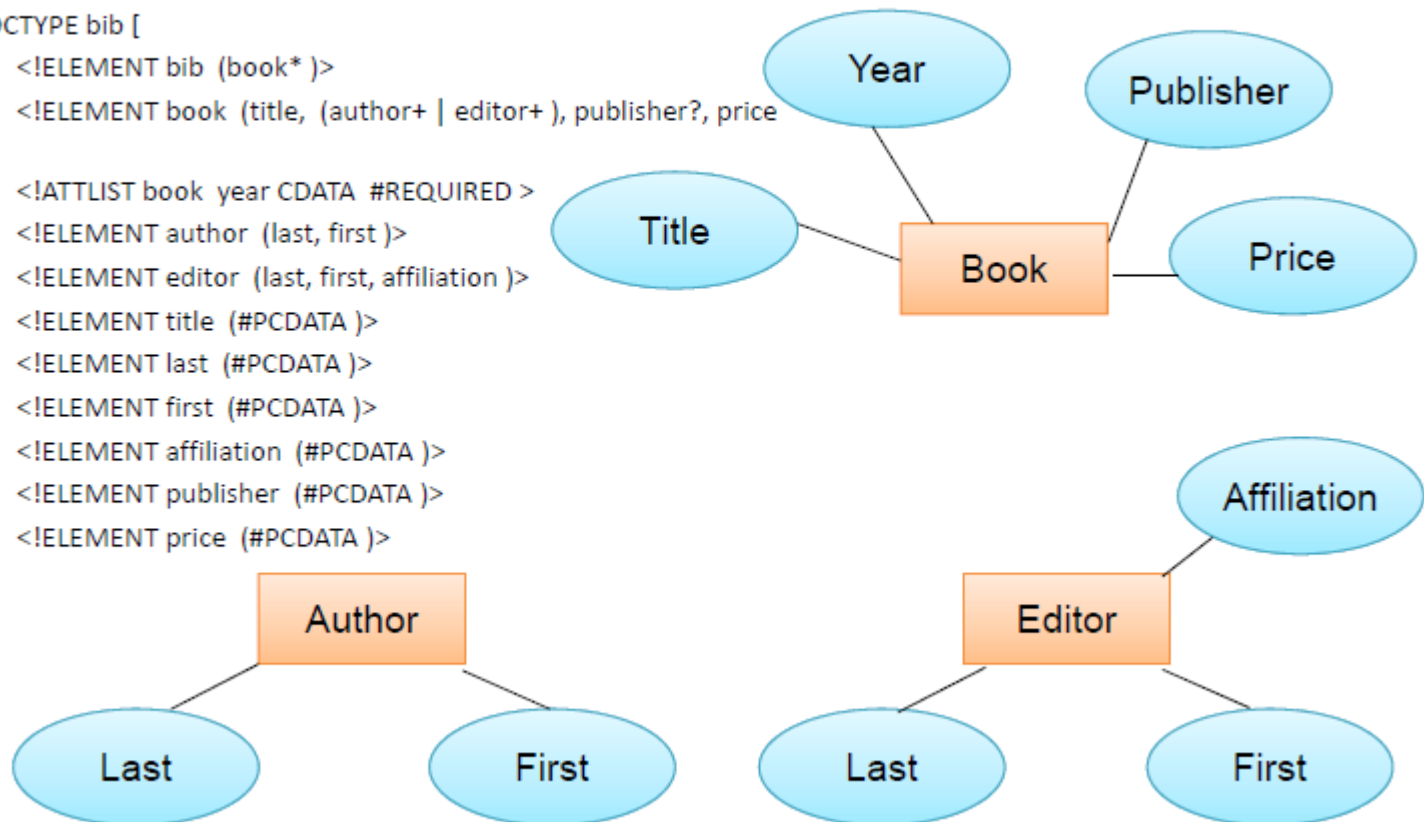 OCTYPE bib [
<!ELEMENT bib (book* )>
<!ELEMENT book (title, (author+ | editor+ ), publisher?, price
<!ATTLIST book year CDATA #REQUIRED >
<!ELEMENT author (last, first )>
<!ELEMENT editor (last, first, affiliation )>
<!ELEMENT title (#PCDATA )>
<!ELEMENT last (#PCDATA )>
<!ELEMENT first (#PCDATA )>
<!ELEMENT affiliation (#PCDATA )>
<!ELEMENT publisher (#PCDATA )>
<!ELEMENT price (#PCDATA )>
Year
Publisher
Title
Book
Price
Affiliation
Author
Editor
Last
First
Last
First